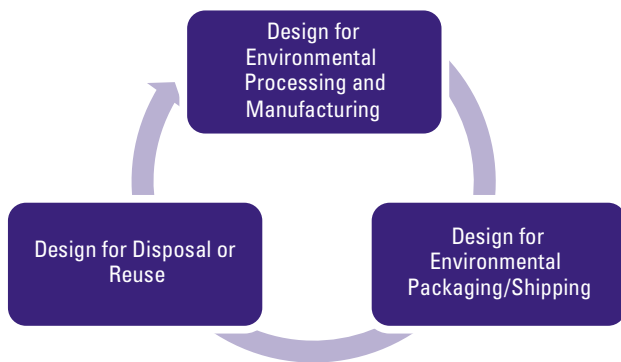 Design for
Environmental
Processing and
Manufacturing
Design for Disposal or
Reuse
Design for
Environmental
Packaging/Shipping